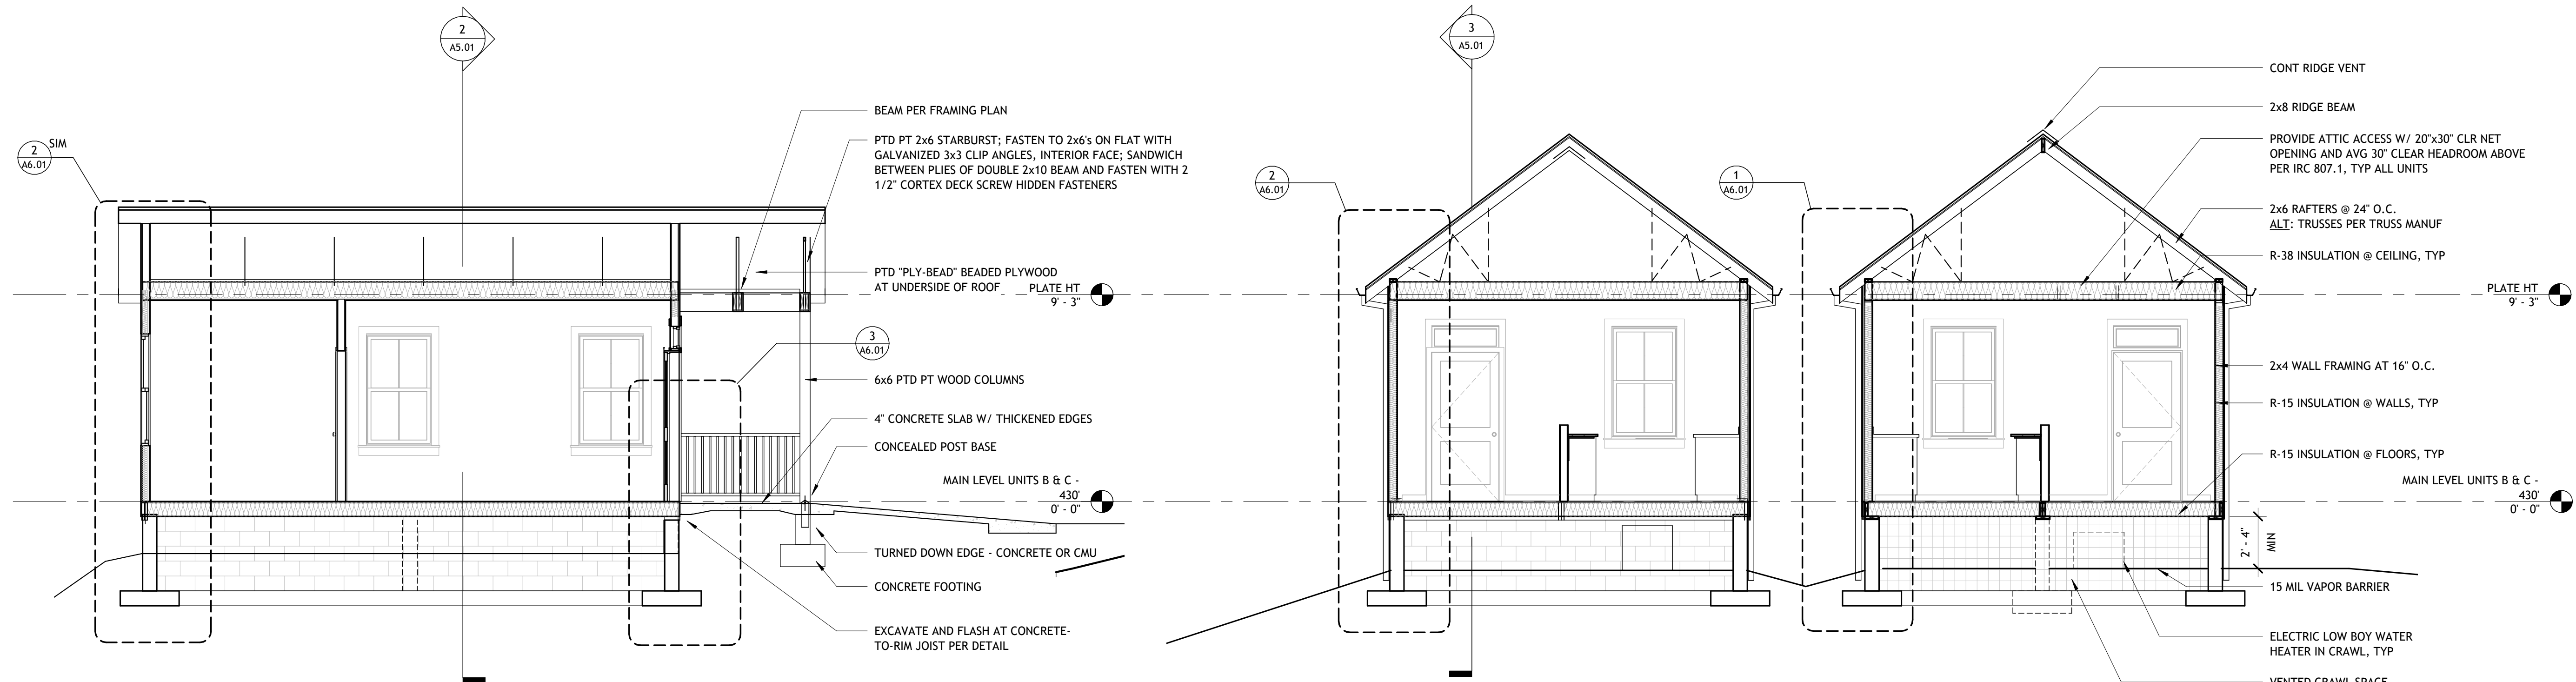 2
A5.01
2
A6.01
SIM
BEAM PER FRAMING PLAN
PTD PT 2x6 STARBURST; FASTEN TO 2x6's ON FLAT WITH
GALVANIZED 3x3 CLIP ANGLES, INTERIOR FACE; SANDWICH
BETWEEN PLIES OF DOUBLE 2x10 BEAM AND FASTEN WITH 2
1/2" CORTEX DECK SCREW HIDDEN FASTENERS
PTD "PLY-BEAD" BEADED PLYWOOD
AT UNDERSIDE OF ROOF
PLATE HT
9' - 3"
3
A6.01
6x6 PTD PT WOOD COLUMNS
4" CONCRETE SLAB W/ THICKENED EDGES
CONCEALED POST BASE
MAIN LEVEL UNITS B & C -
430'
0' - 0"
TURNED DOWN EDGE - CONCRETE OR CMU
CONCRETE FOOTING
EXCAVATE AND FLASH AT CONCRETE-
TO-RIM JOIST PER DETAIL
3
A5.01
2
A6.01
1
A6.01
CONT RIDGE VENT
2x8 RIDGE BEAM
PROVIDE ATTIC ACCESS W/ 20"x30" CLR NET
OPENING AND AVG 30" CLEAR HEADROOM ABOVE
PER IRC 807.1, TYP ALL UNITS
2x6 RAFTERS @ 24" O.C.
ALT: TRUSSES PER TRUSS MANUF
R-38 INSULATION @ CEILING, TYP
PLATE HT
9' - 3"
2x4 WALL FRAMING AT 16" O.C.
R-15 INSULATION @ WALLS, TYP
R-15 INSULATION @ FLOORS, TYP
MAIN LEVEL UNITS B & C -
430'
0' - 0"
2' - 4"
MIN
15 MIL VAPOR BARRIER
ELECTRIC LOW BOY WATER
HEATER IN CRAWL, TYP
VENTED CRAWL SPACE